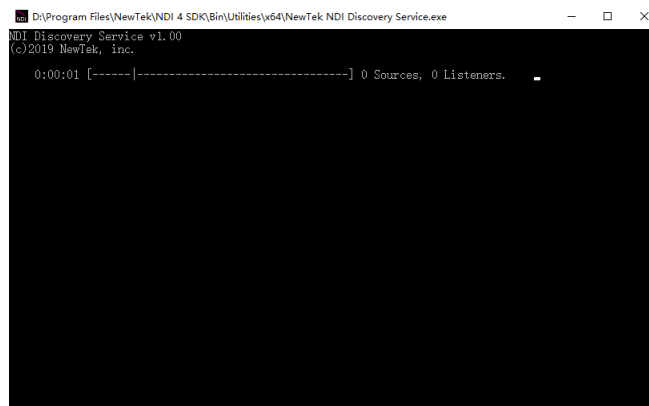 NDI D:\Program Files\NewTek\NDI 4 SDK\Bin\Utilities\x64\NewTek NDI Discovery Service.exe
NDI Discovery Service v1.00
(c)2019 NewTek, inc.
0:00:01 [------|---------------------------------] 0 Sources, 0 Listeners.